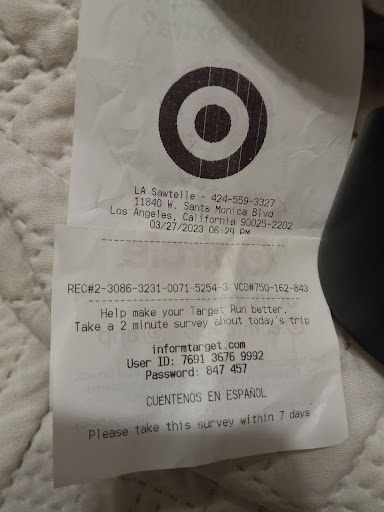 LA Sawtelle - 424-559-3327
11840 W. Santa Monica Blvd
Los Angeles, California 90025-2202
03/27/2023 06:29 PM
REC#2-3086-3231-0071-5254-3 VCD#750-162-843
Help make your Target Run better.
Take a 2 minute survey about today's trip
informtarget.com
User ID: 7691 3676 9992
Password: 847 457
CUÉNTENOS EN ESPAÑOL
Please take this survey within 7 days